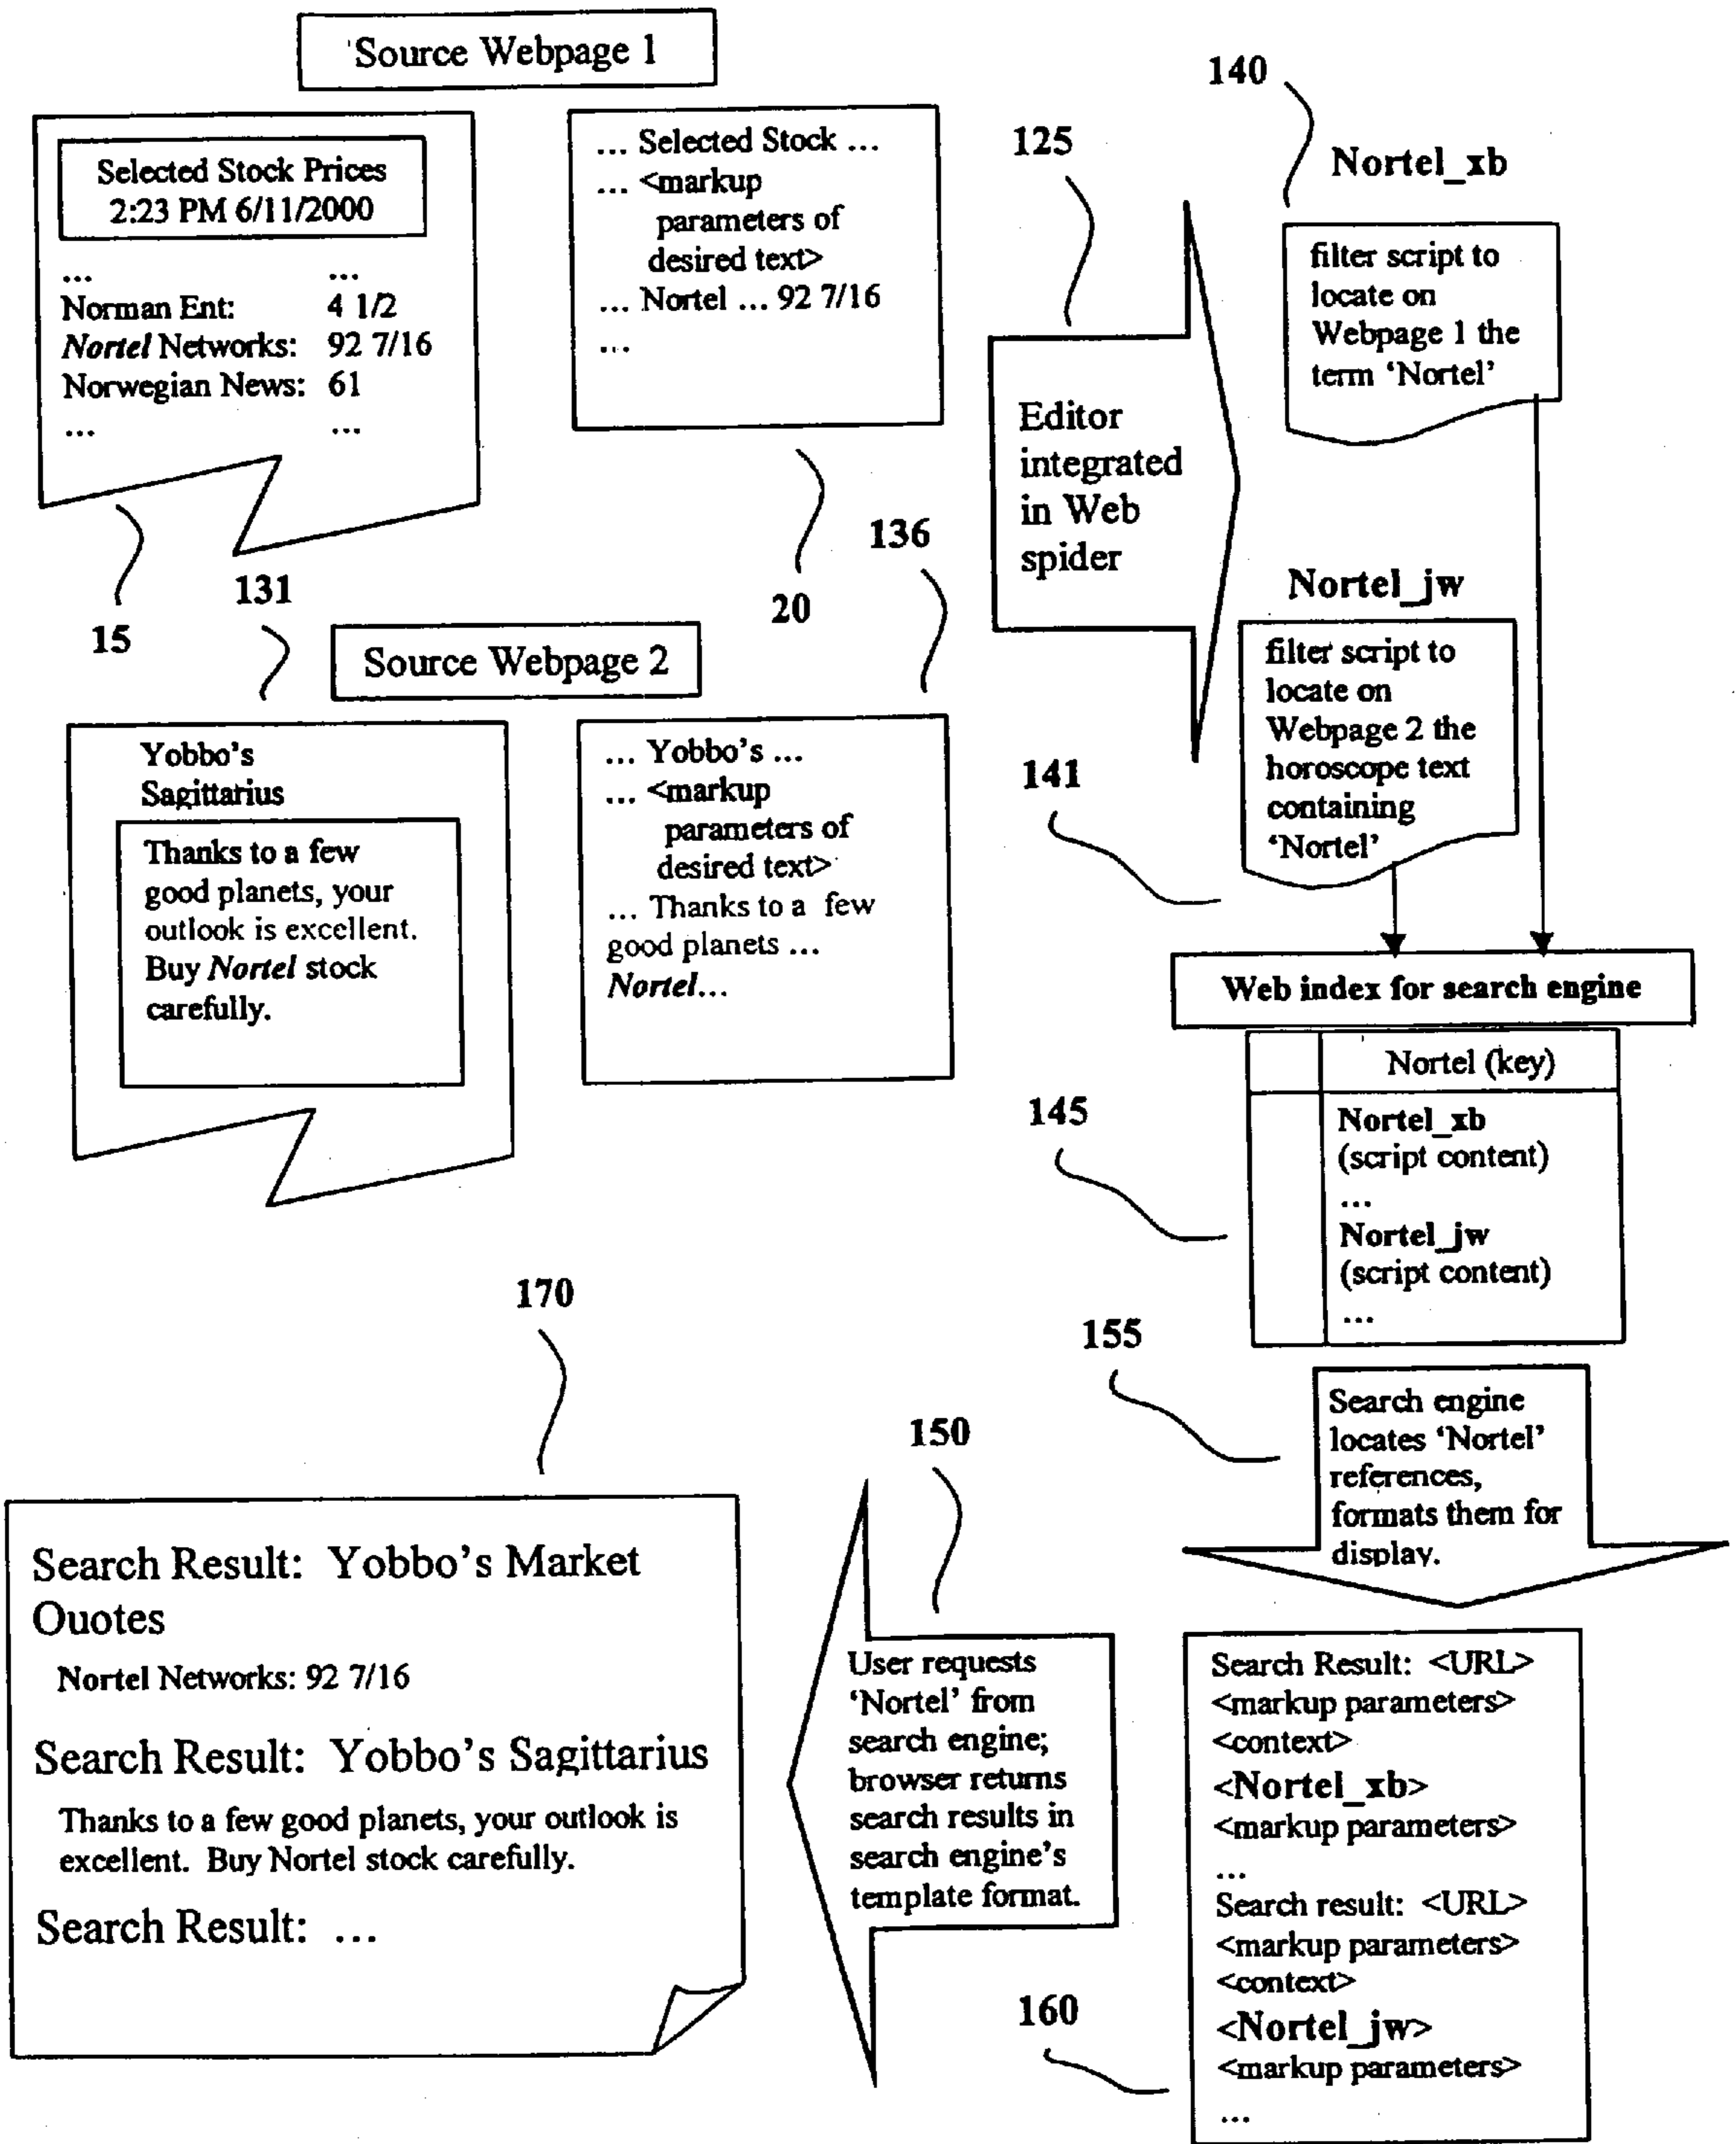 Source Webpage 1
Selected Stock Prices
2:23 PM 6/11/2000
... ...
Norman Ent: 4 1/2
Nortel Networks: 92 7/16
Norwegian News: 61
... ...
15
... Selected Stock ...
... <markup
parameters of
desired text>
... Nortel ... 92 7/16
...
20
125
Editor
integrated
in Web
spider
140
Nortel_xb
filter script to
locate on
Webpage 1 the
term ‘Nortel’
131
Source Webpage 2
136
Yobbo’s
Sagittarius
Thanks to a few
good planets, your
outlook is excellent.
Buy Nortel stock
carefully.
... Yobbo’s ...
... <markup
parameters of
desired text>
... Thanks to a few
good planets ...
Nortel...
Nortel_jw
filter script to
locate on
Webpage 2 the
horoscope text
containing
‘Nortel’
141
Web index for search engine
Nortel (key)
Nortel_xb
(script content)
...
Nortel_jw
(script content)
...
145
155
Search engine
locates ‘Nortel’
references,
formats them for
display.
Search Result: <URL>
<markup parameters>
<context>
<Nortel_xb>
<markup parameters>
...
Search result: <URL>
<markup parameters>
<context>
<Nortel_jw>
<markup parameters>
...
160
150
User requests
‘Nortel’ from
search engine;
browser returns
search results in
search engine’s
template format.
170
Search Result: Yobbo’s Market
Quotes
Nortel Networks: 92 7/16
Search Result: Yobbo’s Sagittarius
Thanks to a few good planets, your outlook is
excellent. Buy Nortel stock carefully.
Search Result: ...